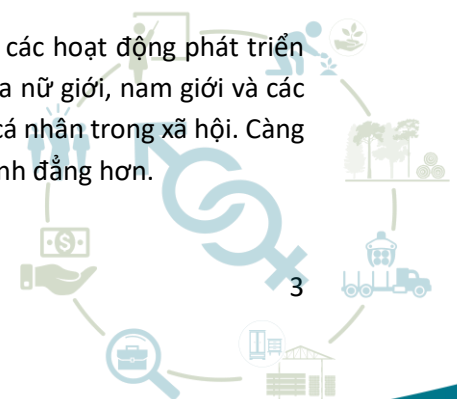 các hoạt động phát triển
nữ giới, nam giới và các
cá nhân trong xã hội. Càng
đẳng hơn.
3